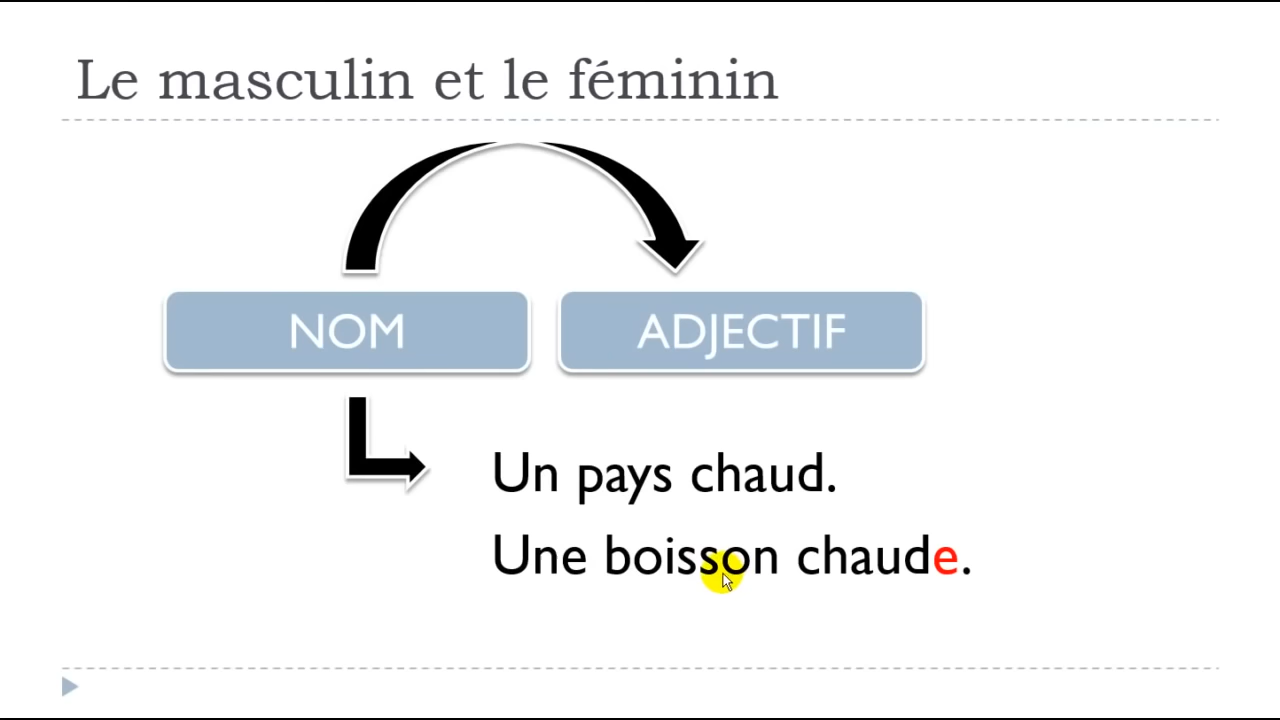 Le masculin et le féminin
NOM
ADJECTIF
Un pays chaud.
Une boisson chaude.